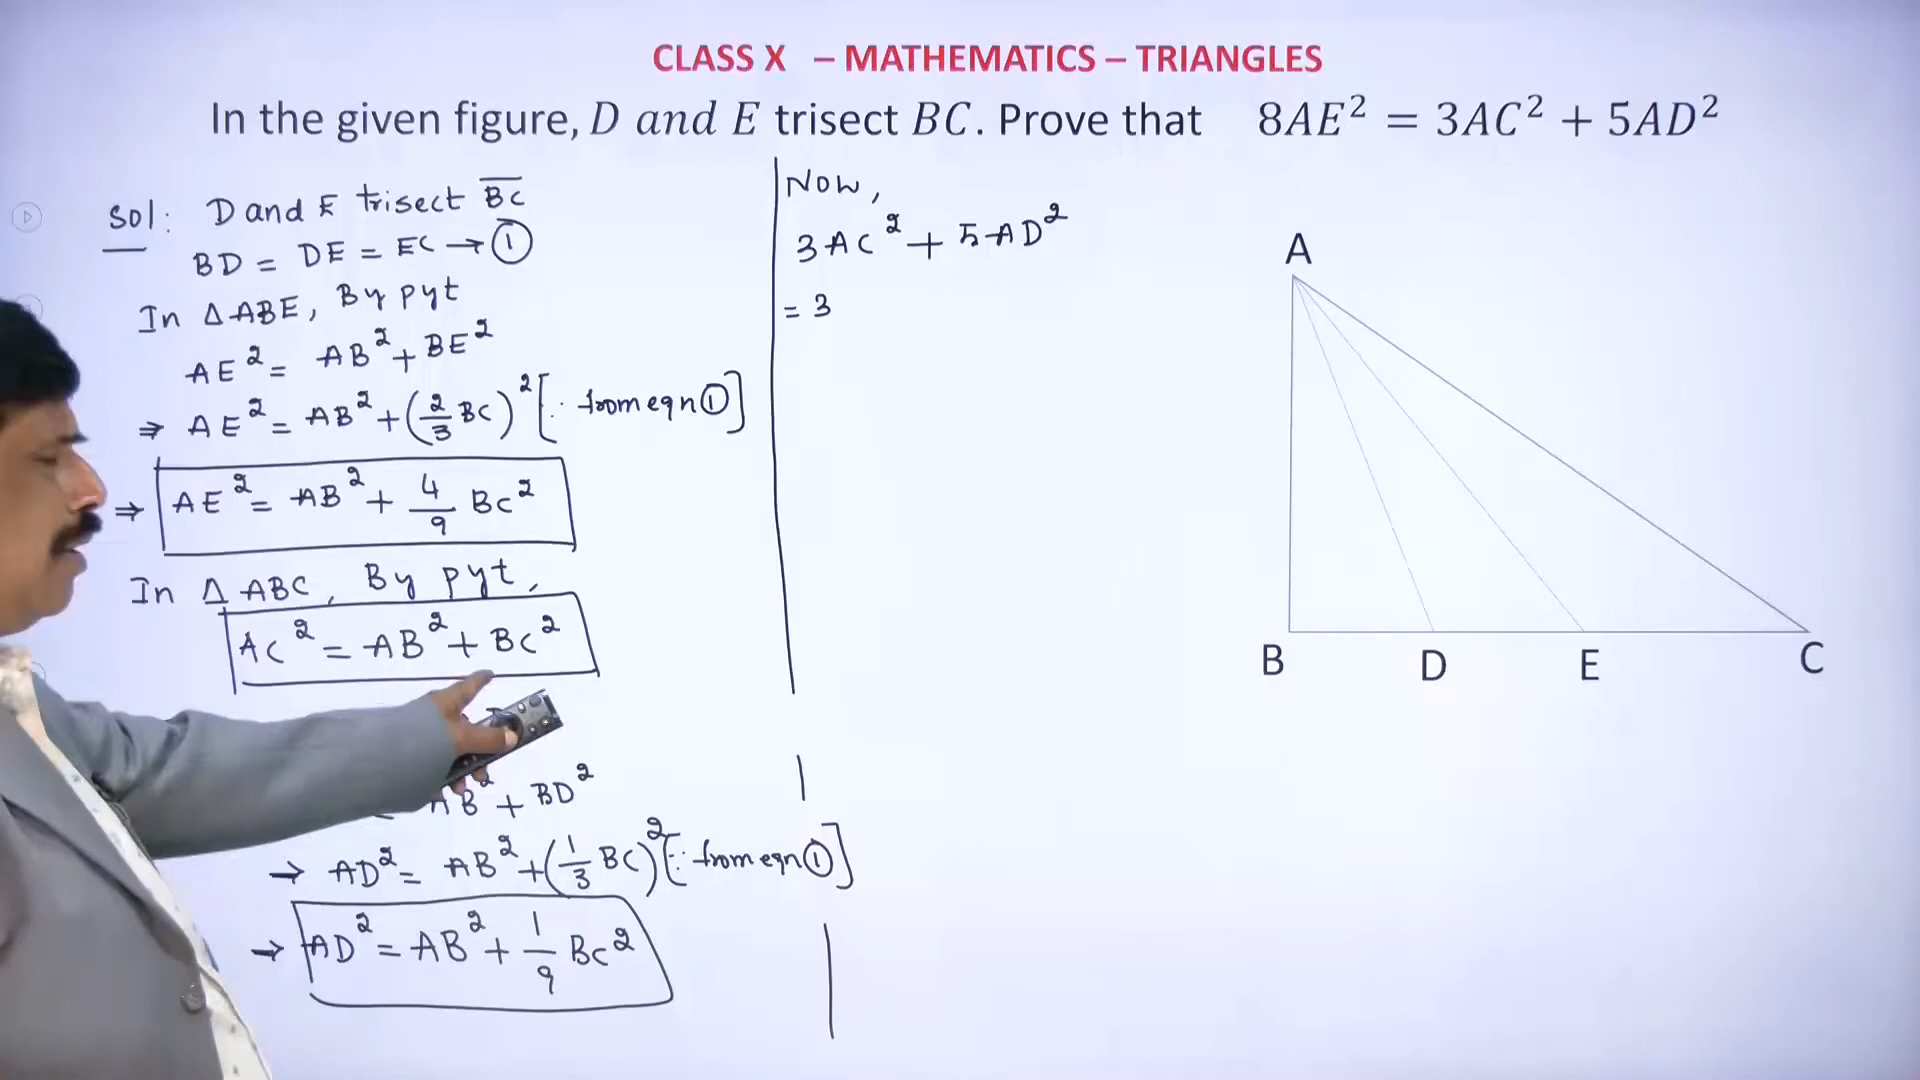 CLASS X – MATHEMATICS – TRIANGLES
In the given figure, D and E trisect BC. Prove that 8AE² = 3AC² + 5AD²
Sol: D and E trisect B̅C̅
BD = DE = EC → ①
In ΔABE, By pyt
AE² = AB² + BE²
⇒ AE² = AB² + (2/3 BC)² [∵ from eqn ①]
⇒ AE² = AB² + 4/9 BC²
In Δ ABC, By pyt,
AC² = AB² + BC²
AB² + BD²
→ AD² = AB² + (1/3 BC)² [∵ from eqn ①]
→ AD² = AB² + 1/9 BC²
Now,
3AC² + 5AD²
= 3
A
B
D
E
C